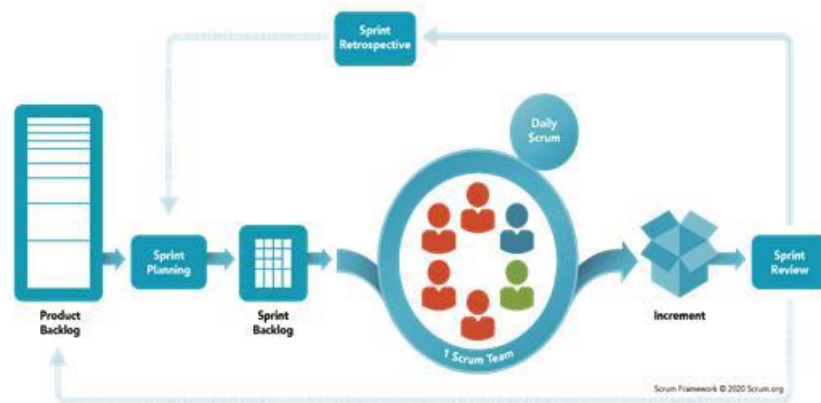 Sprint
Retrospective
Daily
Scrum
Sprint
Planning
Sprint
Review
Product
Backlog
Sprint
Backlog
1 Scrum Team
Increment
Scrum Framework © 2020 Scrum.org